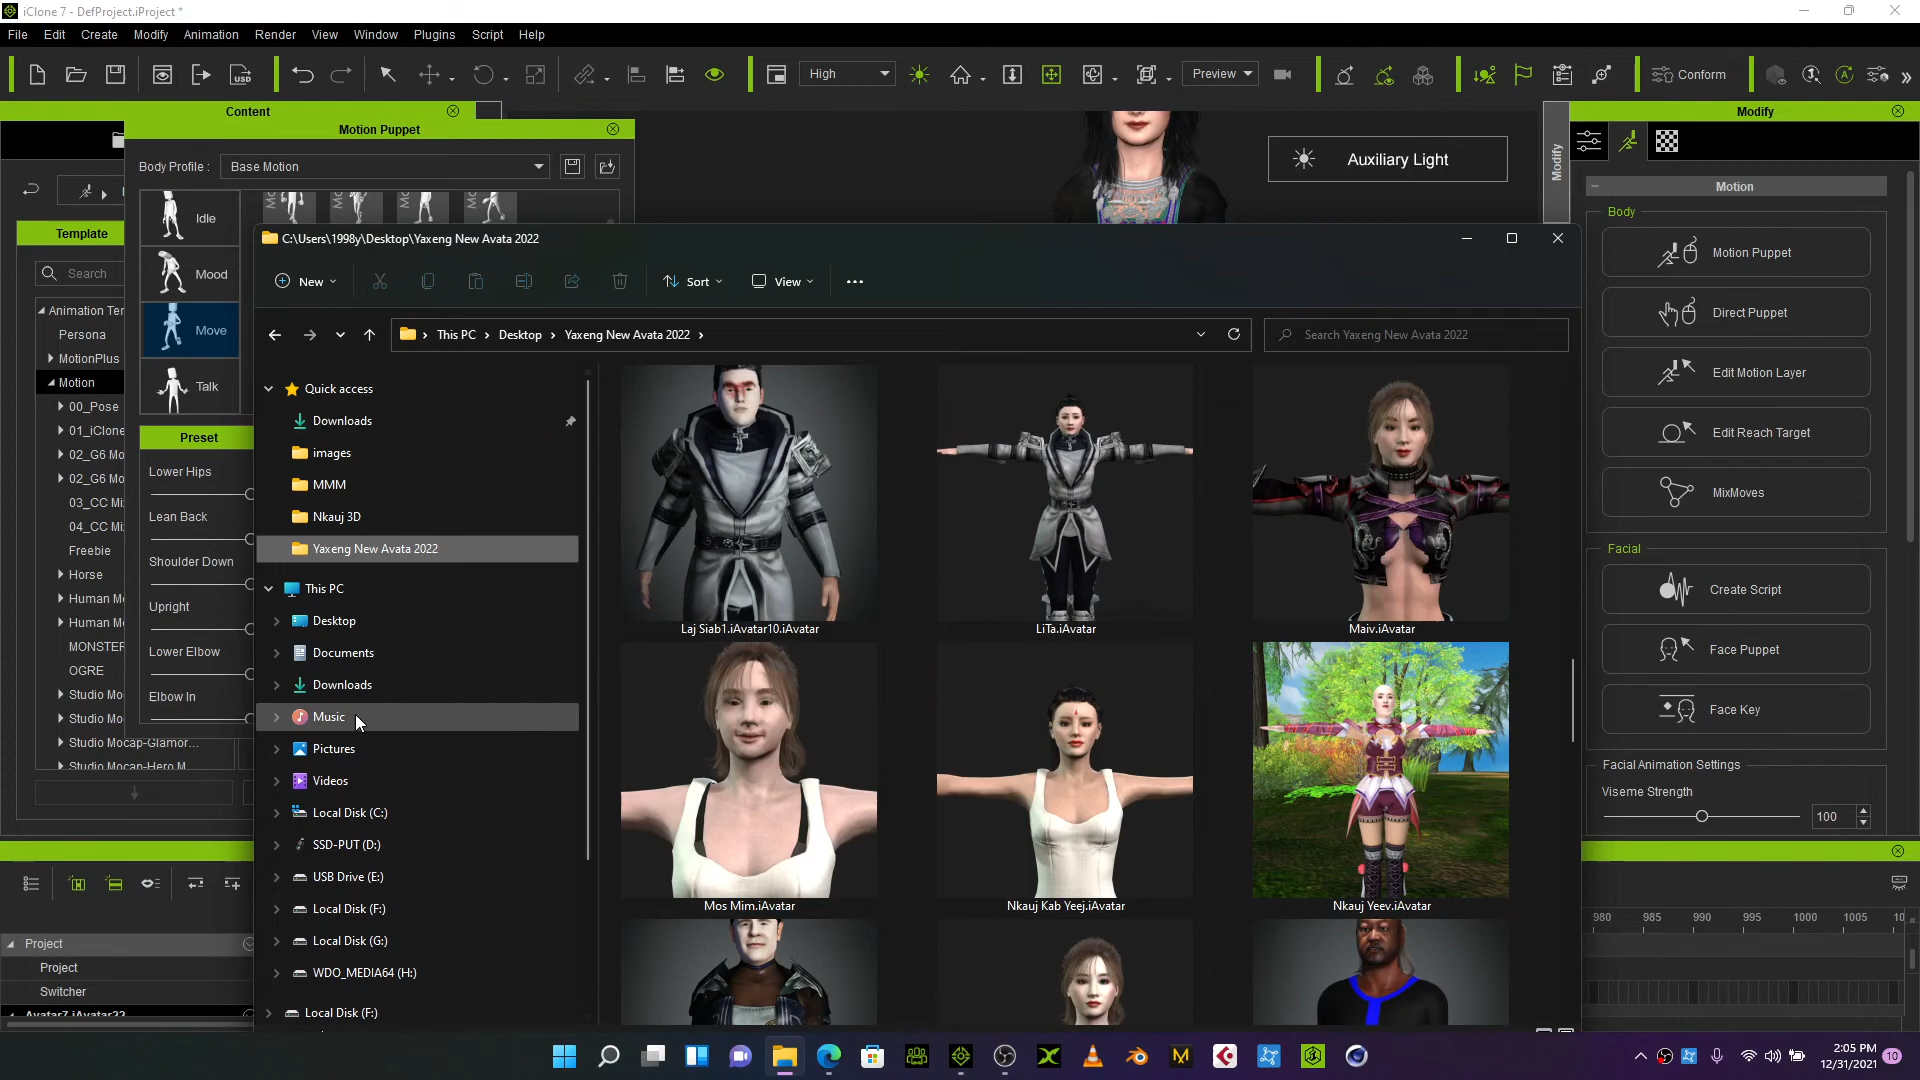 iClone 7 - DefProject.iProject *
File Edit Create Modify Animation Render View Window Plugins Script Help
USD High Preview Conform
Content
Motion Puppet
Modify
Body Profile : Base Motion
Auxiliary Light
Modify
Motion
Body
Motion Puppet
Direct Puppet
Edit Motion Layer
Edit Reach Target
MixMoves
Facial
Create Script
Face Puppet
Face Key
Facial Animation Settings
Viseme Strength
100
Template
Search
Animation Ter
Persona
MotionPlus
Motion
00_Pose
01_iClone
02_G6 Mo
02_G6 Mo
03_CC Mi
04_CC Mi
Freebie
Horse
Human M
Human M
MONSTER
OGRE
Studio Mo
Studio Mo
Studio Mocap-Glamor...
Studio Mocap-Hero M
Idle
Mood
Move
Talk
Preset
Lower Hips
Lean Back
Shoulder Down
Upright
Lower Elbow
Elbow In
C:\Users\1998y\Desktop\Yaxeng New Avata 2022
New Sort View
This PC Desktop Yaxeng New Avata 2022
Search Yaxeng New Avata 2022
Quick access
Downloads
images
MMM
Nkauj 3D
Yaxeng New Avata 2022
This PC
Desktop
Documents
Downloads
Music
Pictures
Videos
Local Disk (C:)
SSD-PUT (D:)
USB Drive (E:)
Local Disk (F:)
Local Disk (G:)
WDO_MEDIA64 (H:)
Local Disk (F:)
Laj Siab1.iAvatar10.iAvatar
LiTa.iAvatar
Maiv.iAvatar
Mos Mim.iAvatar
Nkauj Kab Yeej.iAvatar
Nkauj Yeev.iAvatar
980 985 990 995 1000 1005 10
Project
Project
Switcher
Avatar7.iAvatar22
2:05 PM
12/31/2021
10